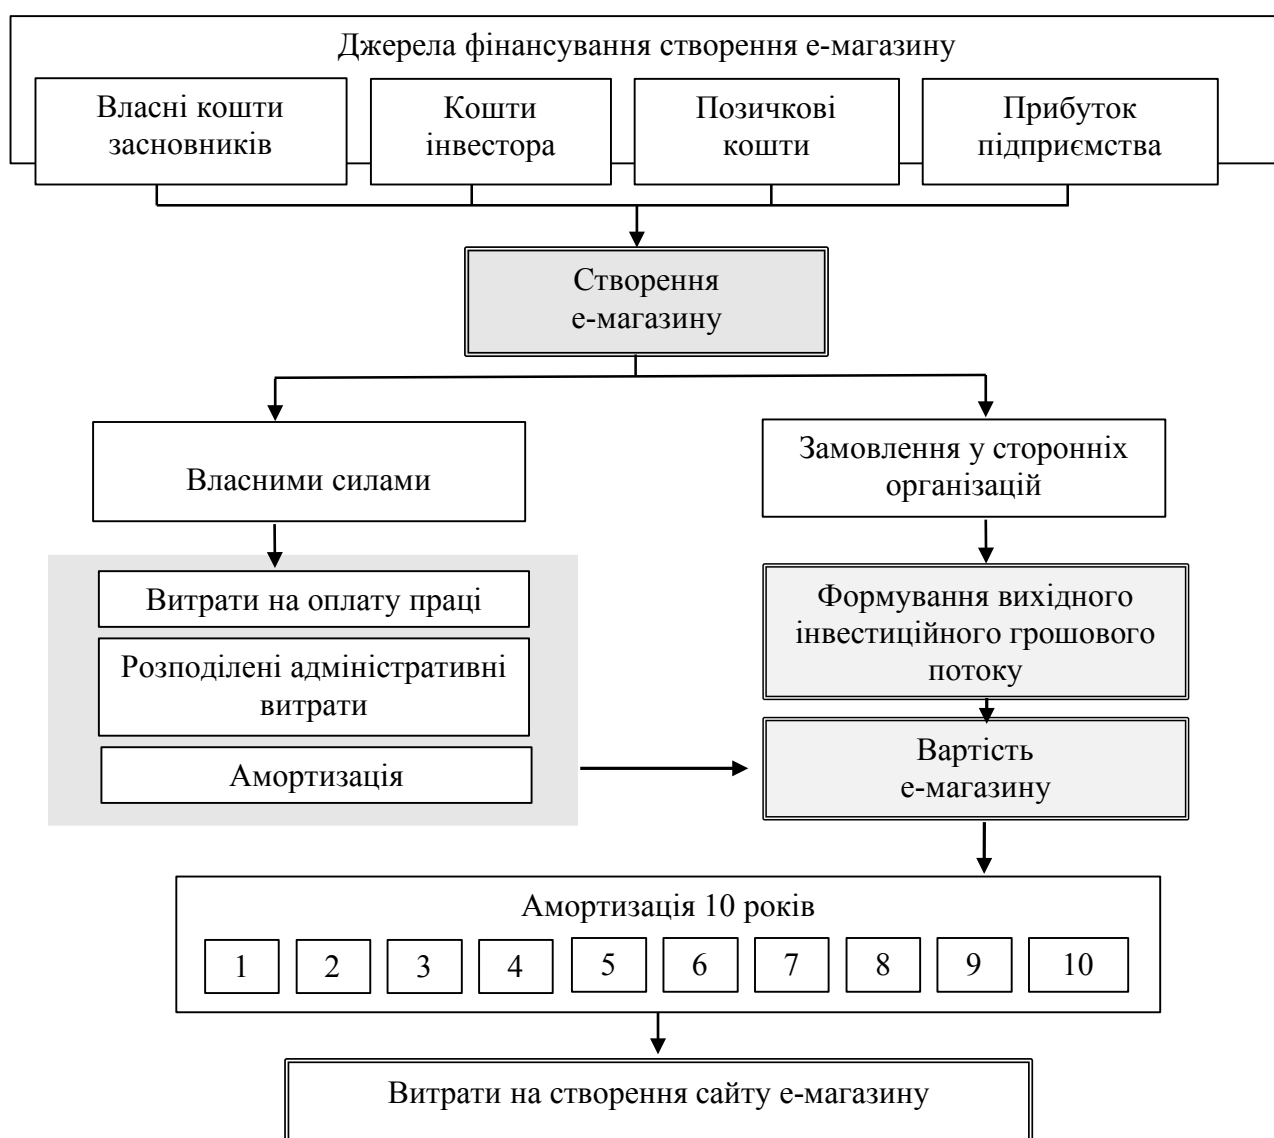 Джерела фінансування створення е-магазину
Власні кошти
засновників
Кошти
інвестора
Позичкові
кошти
Прибуток
підприємства
Створення
е-магазину
Власними силами
Замовлення у сторонніх
організацій
Витрати на оплату праці
Розподілені адміністративні
витрати
Амортизація
Формування вихідного
інвестиційного грошового
потоку
Вартість
е-магазину
Амортизація 10 років
1 2 3 4 5 6 7 8 9 10
Витрати на створення сайту е-магазину